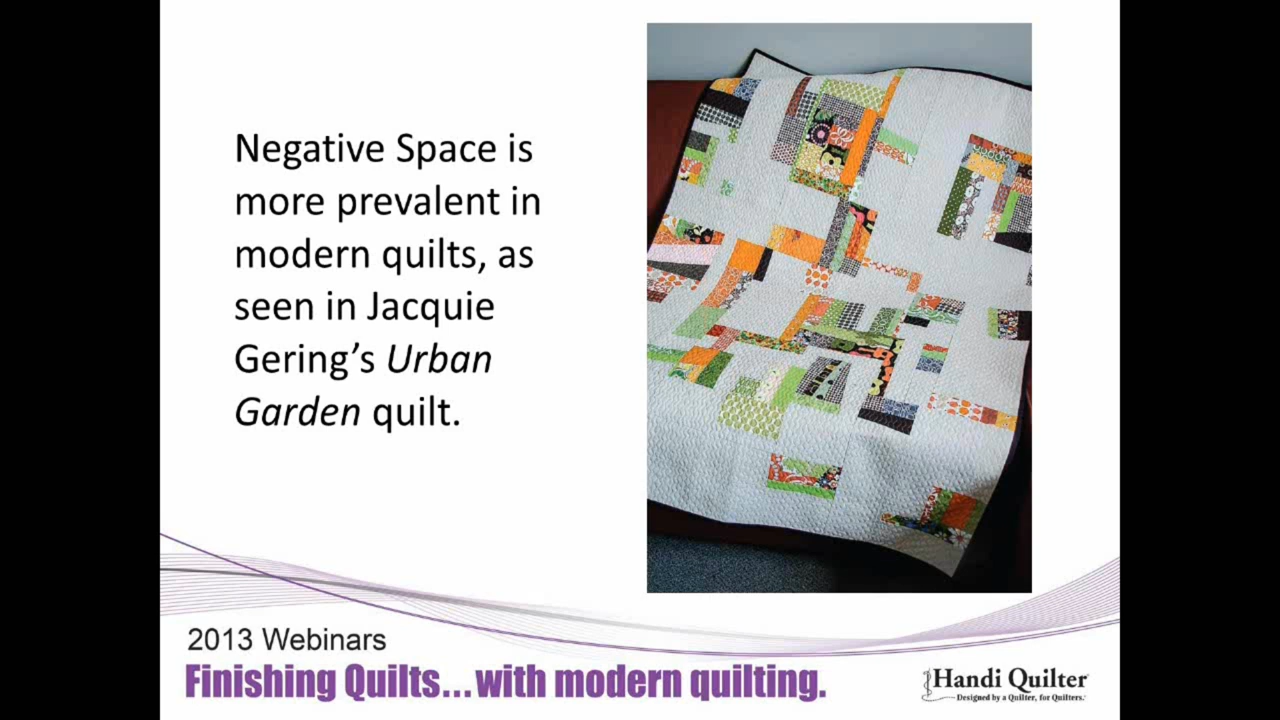 Negative Space is
more prevalent in
modern quilts, as
seen in Jacquie
Gering’s Urban
Garden quilt.
2013 Webinars
Finishing Quilts...with modern quilting.
Handi Quilter
Designed by a Quilter, for Quilters.